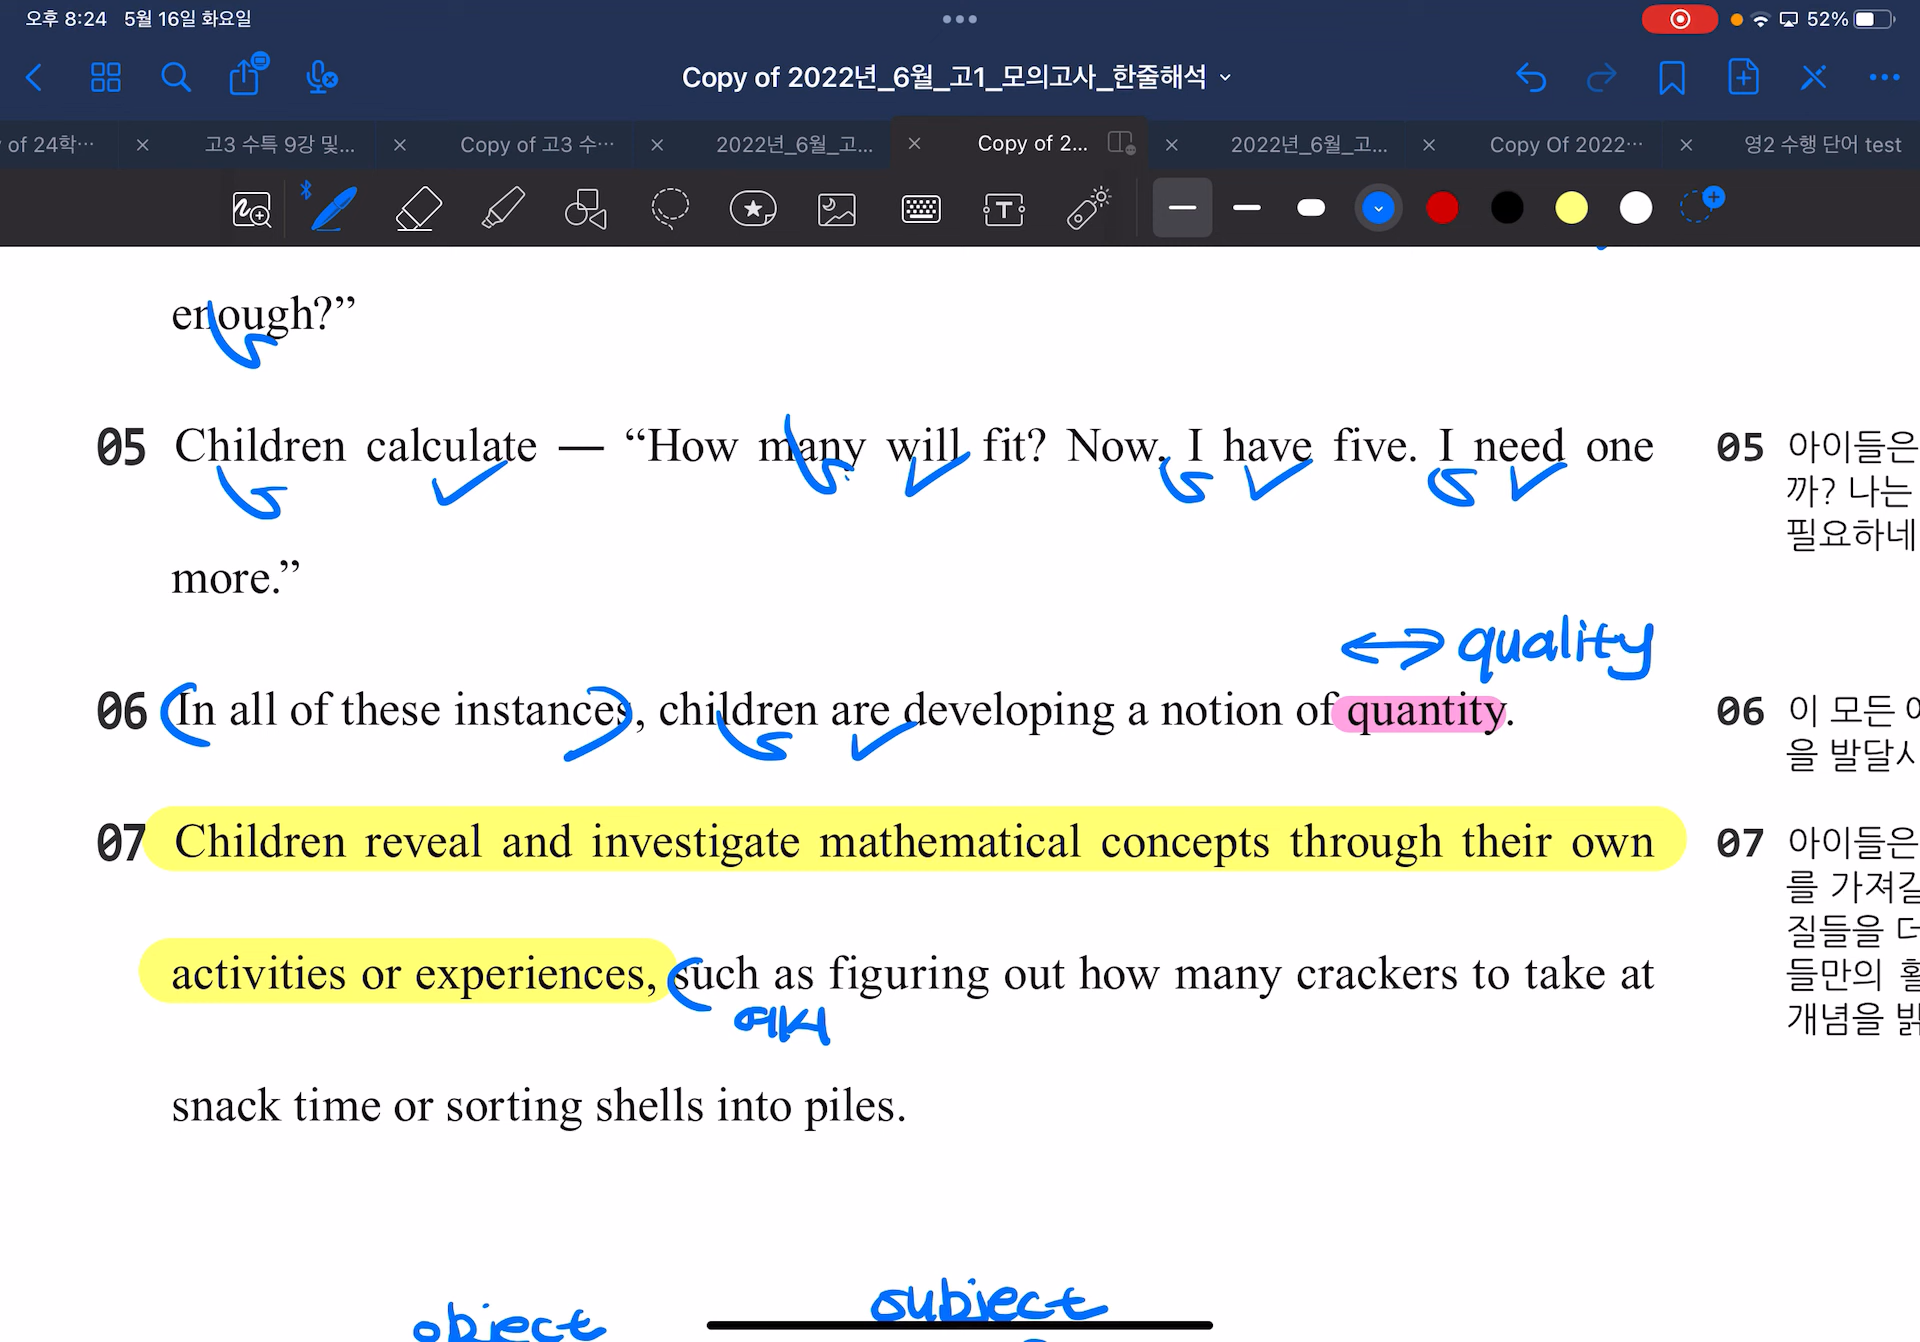 오후 8:24 5월 16일 화요일
52%
Copy of 2022년_6월_고1_모의고사_한줄해석
of 24학… × 고3 수특 9강 및... × Copy of 고3 수… × 2022년_6월_고... × Copy of 2... × 2022년_6월_고... × Copy Of 2022… × 영2 수행 단어 test
enough?”
05 Children calculate — “How many will fit? Now, I have five. I need one
more.”
05 아이들은
까? 나는
필요하네
↔ quality
06 In all of these instances, children are developing a notion of quantity.
06 이 모든
을 발달시
07 Children reveal and investigate mathematical concepts through their own
activities or experiences, such as figuring out how many crackers to take at
예시
snack time or sorting shells into piles.
07 아이들은
를 가져갈
질들을 더
들만의
개념을 밝
object subject